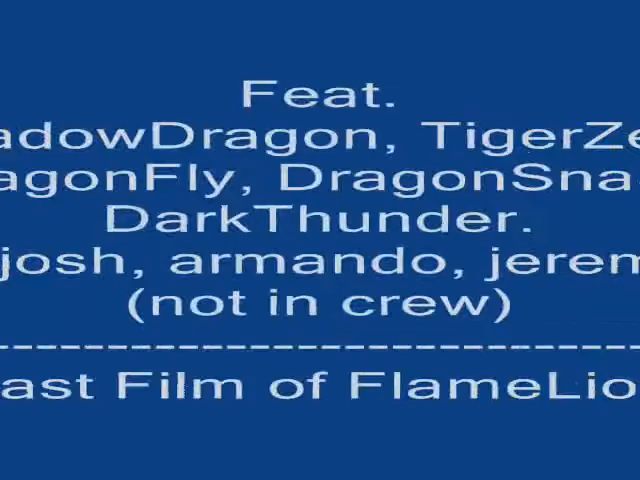 Feat.
adowDragon, TigerZe
agonFly, DragonSna
DarkThunder.
josh, armando, jerem
(not in crew)
--------------------------------
ast Film of FlameLio